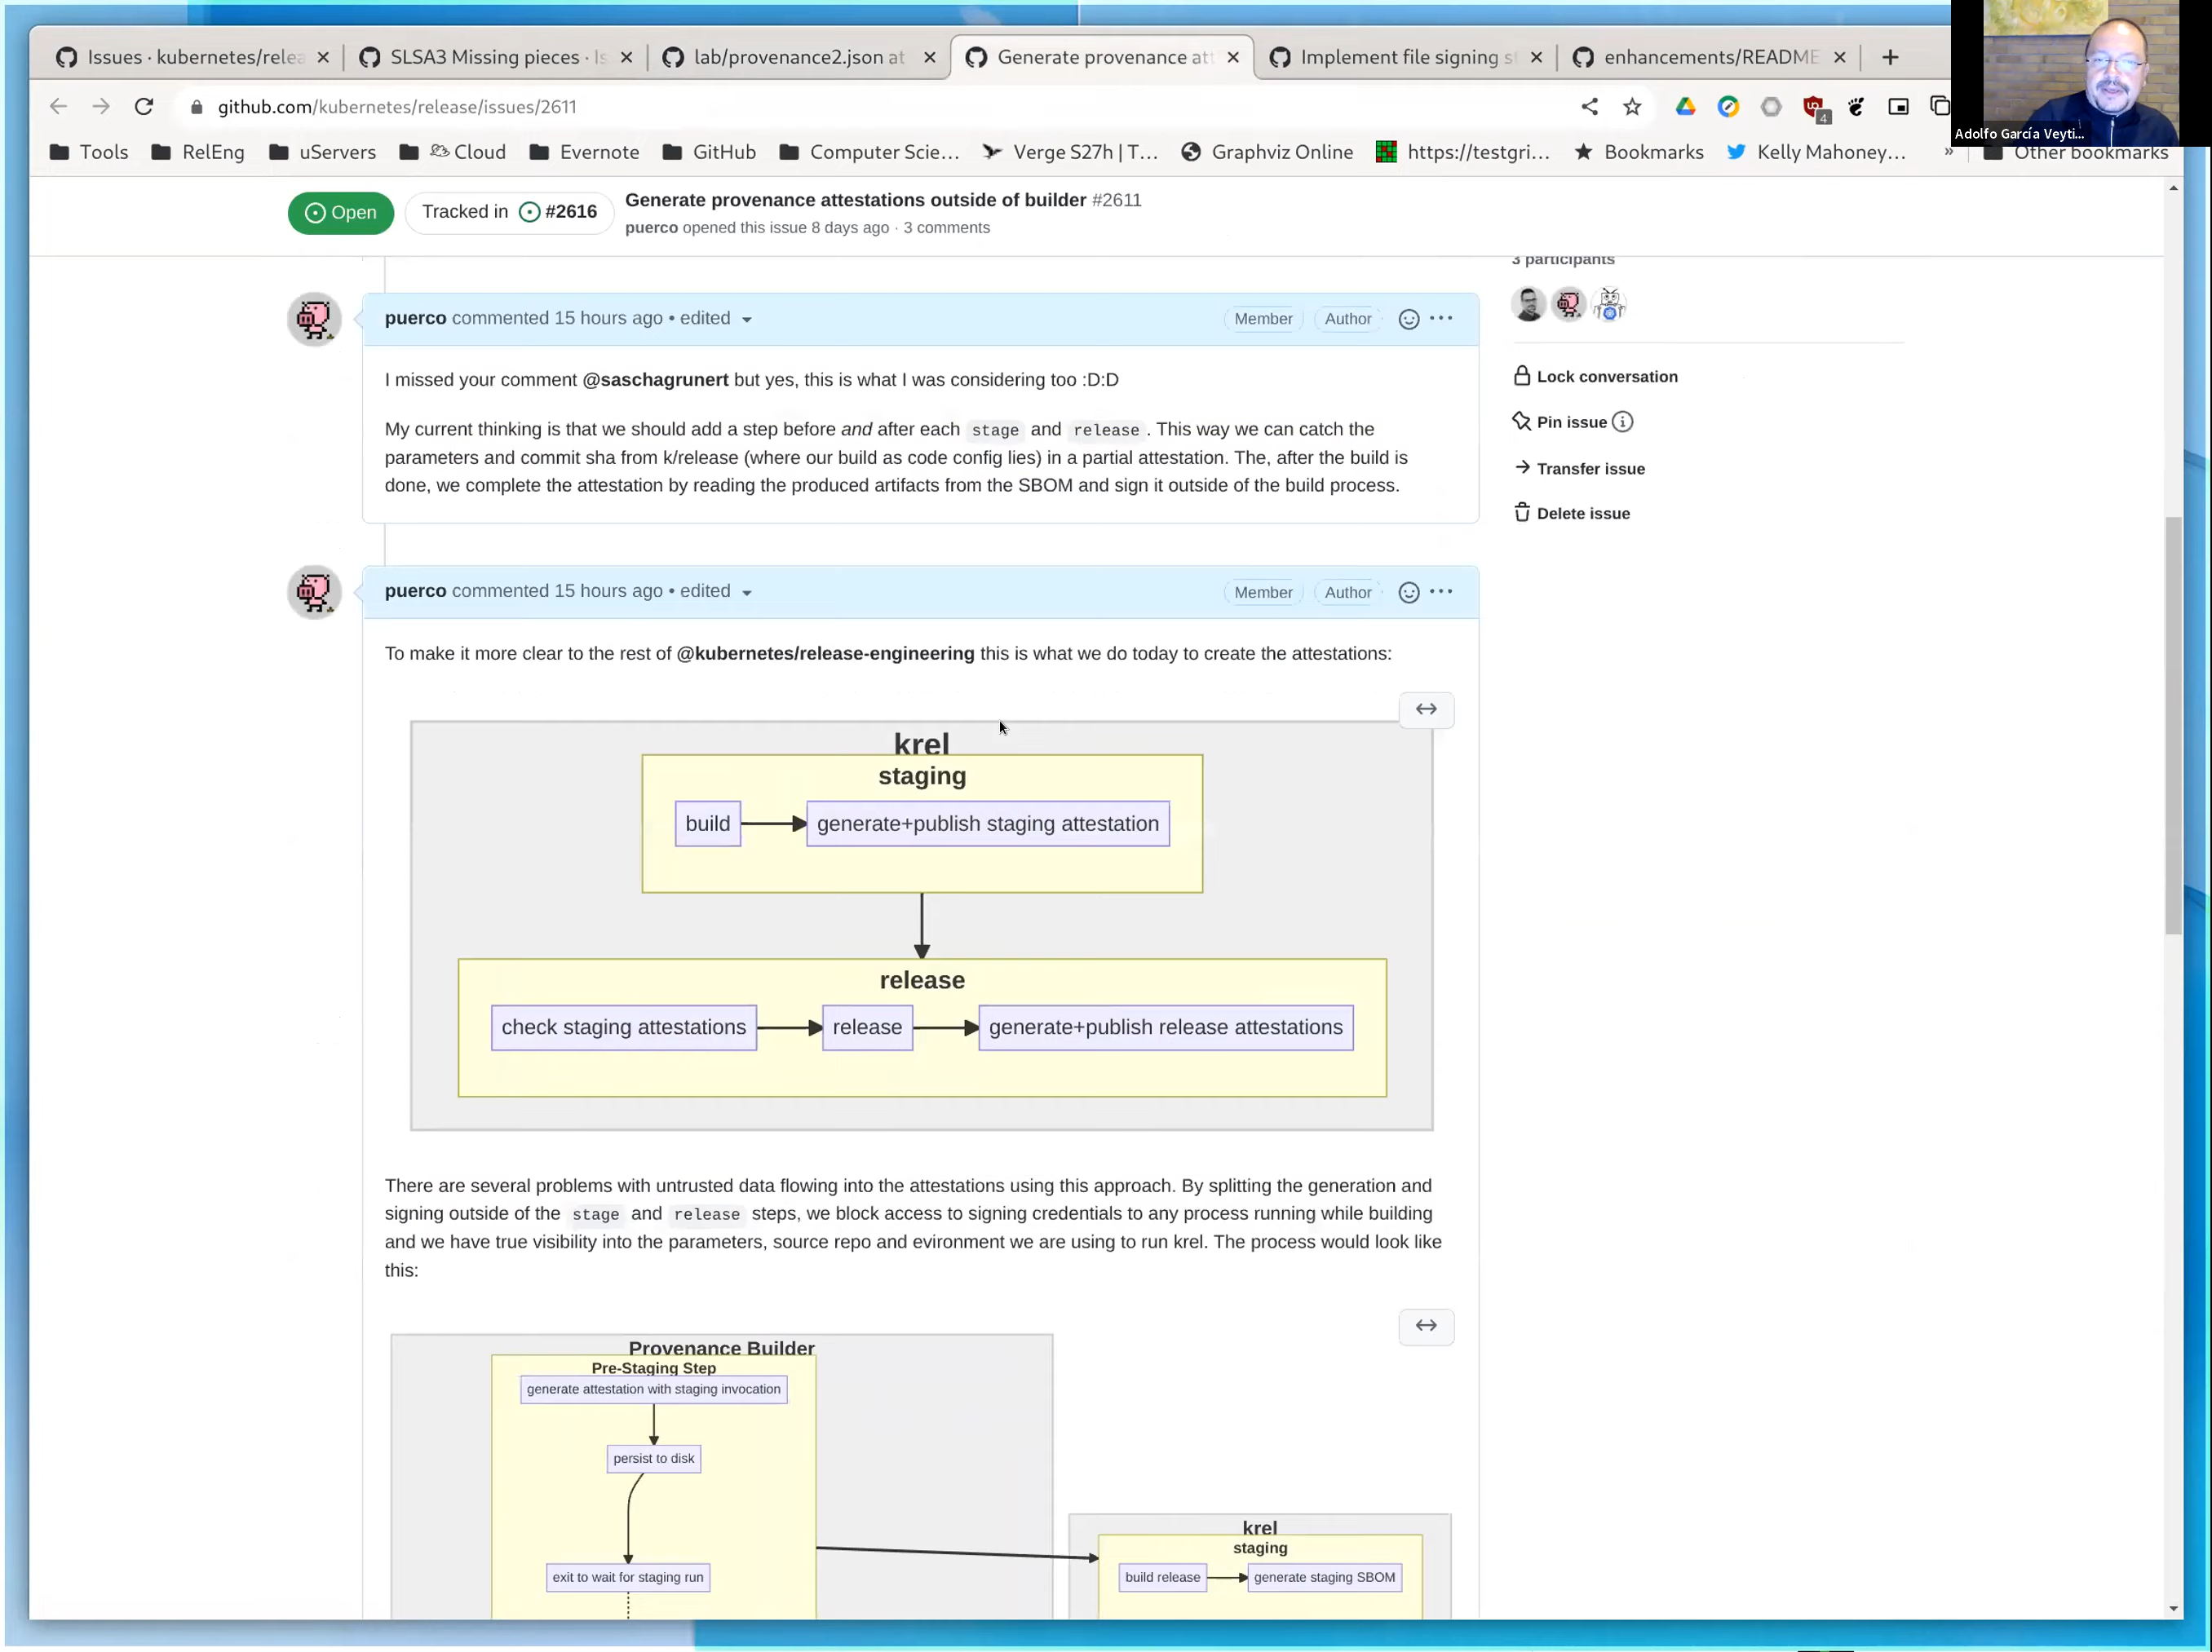 Issues · kubernetes/relea
SLSA3 Missing pieces · Is
lab/provenance2.json at
Generate provenance att
Implement file signing st
enhancements/README
github.com/kubernetes/release/issues/2611
4
Adolfo García Veyti...
Tools
RelEng
uServers
Cloud
Evernote
GitHub
Computer Scie...
Verge S27h | T...
Graphviz Online
https://testgri...
Bookmarks
Kelly Mahoney...
»
Other bookmarks
Open
Tracked in #2616
Generate provenance attestations outside of builder #2611
puerco opened this issue 8 days ago · 3 comments
3 participants
puerco commented 15 hours ago • edited
Member
Author
I missed your comment @saschagrunert but yes, this is what I was considering too :D:D
My current thinking is that we should add a step before and after each stage and release. This way we can catch the
parameters and commit sha from k/release (where our build as code config lies) in a partial attestation. The, after the build is
done, we complete the attestation by reading the produced artifacts from the SBOM and sign it outside of the build process.
Lock conversation
Pin issue
Transfer issue
Delete issue
puerco commented 15 hours ago • edited
Member
Author
To make it more clear to the rest of @kubernetes/release-engineering this is what we do today to create the attestations:
krel
staging
build
generate+publish staging attestation
release
check staging attestations
release
generate+publish release attestations
There are several problems with untrusted data flowing into the attestations using this approach. By splitting the generation and
signing outside of the stage and release steps, we block access to signing credentials to any process running while building
and we have true visibility into the parameters, source repo and evironment we are using to run krel. The process would look like
this:
Provenance Builder
Pre-Staging Step
generate attestation with staging invocation
persist to disk
exit to wait for staging run
krel
staging
build release
generate staging SBOM